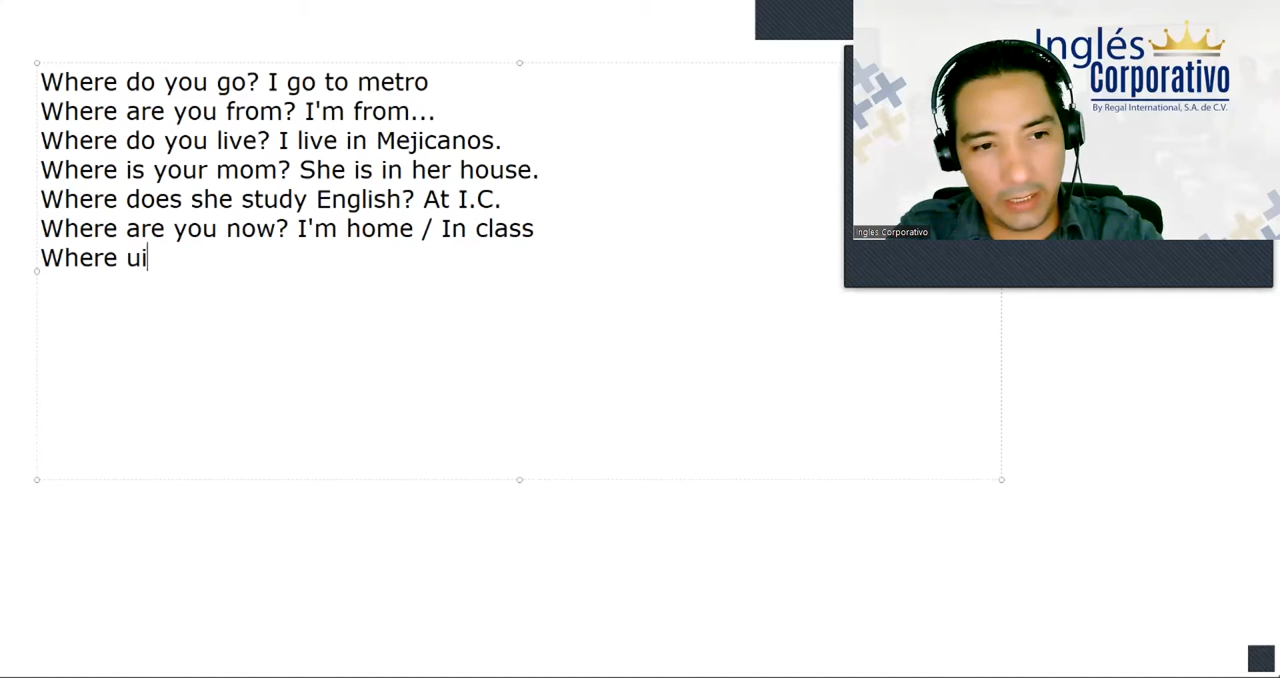 Where do you go? I go to metro
Where are you from? I'm from...
Where do you live? I live in Mejicanos.
Where is your mom? She is in her house.
Where does she study English? At I.C.
Where are you now? I'm home / In class
Where ui
Inglés
Corporativo
By Regal International, S.A. de C.V.
Inglés Corporativo